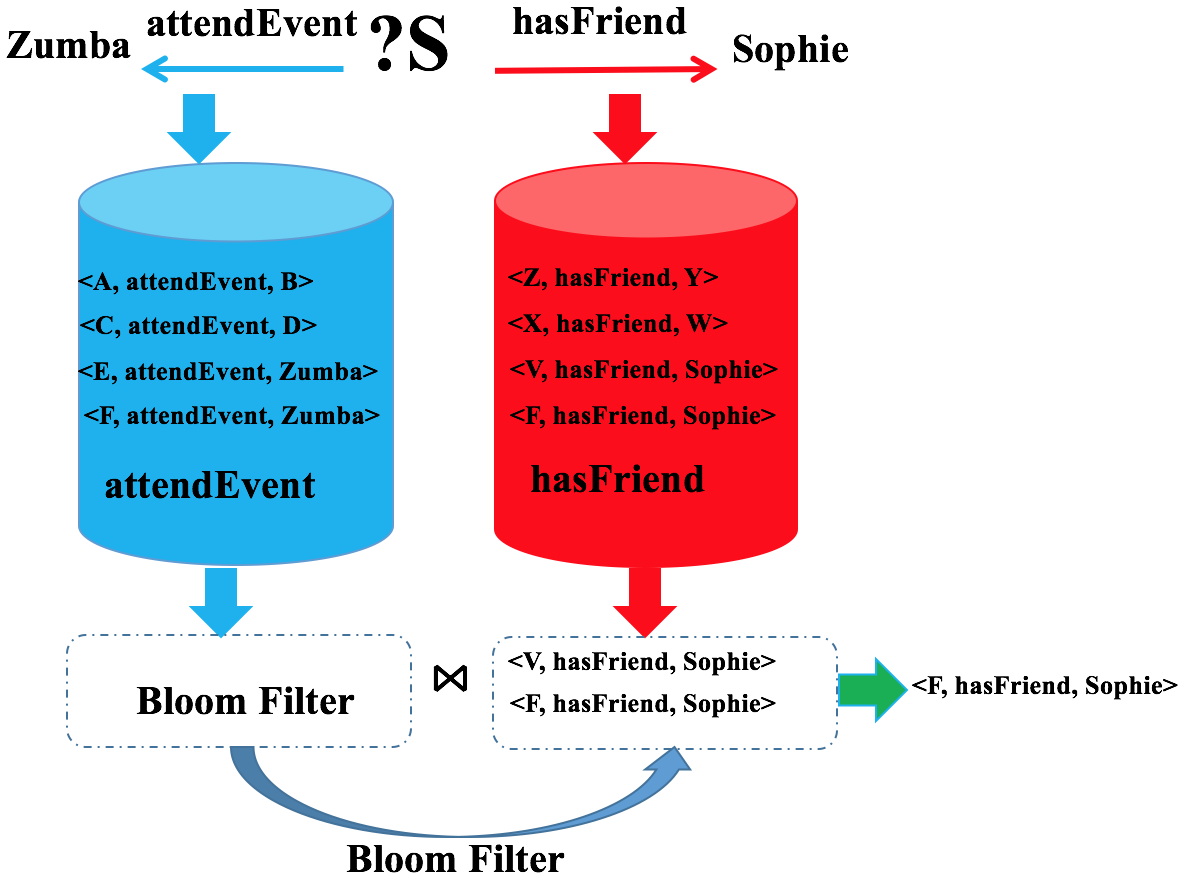 Zumba
attendEvent
?S
hasFriend
Sophie
<A, attendEvent, B>
<C, attendEvent, D>
<E, attendEvent, Zumba>
<F, attendEvent, Zumba>
attendEvent
<Z, hasFriend, Y>
<X, hasFriend, W>
<V, hasFriend, Sophie>
<F, hasFriend, Sophie>
hasFriend
Bloom Filter
⋈
<V, hasFriend, Sophie>
<F, hasFriend, Sophie>
<F, hasFriend, Sophie>
Bloom Filter